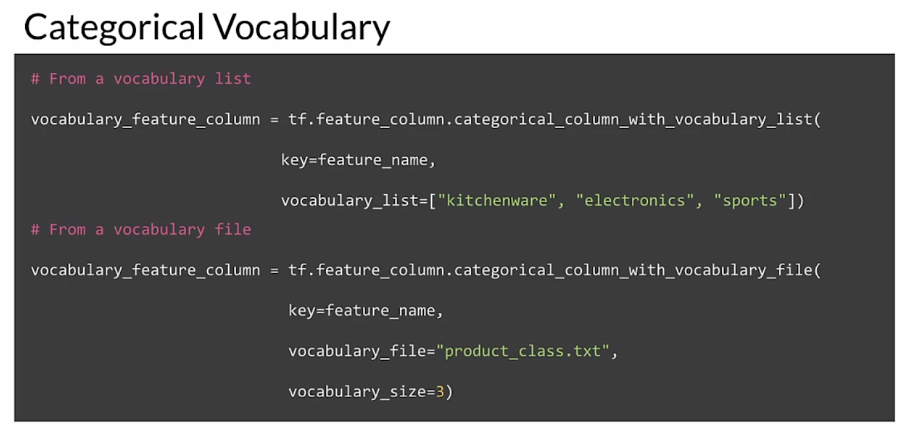 Categorical Vocabulary
# From a vocabulary list
vocabulary_feature_column = tf.feature_column.categorical_column_with_vocabulary_list(
key=feature_name,
vocabulary_list=["kitchenware", "electronics", "sports"])
# From a vocabulary file
vocabulary_feature_column = tf.feature_column.categorical_column_with_vocabulary_file(
key=feature_name,
vocabulary_file="product_class.txt",
vocabulary_size=3)